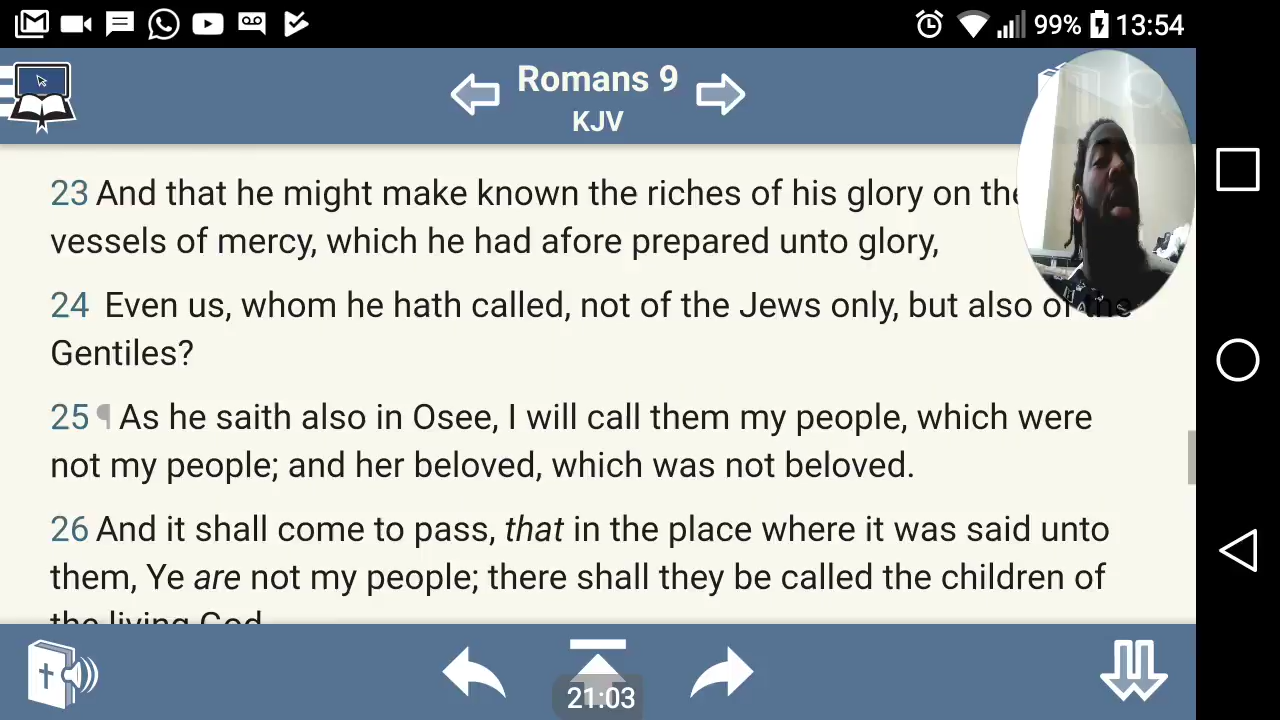 99% 13:54
Romans 9
KJV
23 And that he might make known the riches of his glory on the
vessels of mercy, which he had afore prepared unto glory,
24 Even us, whom he hath called, not of the Jews only, but also of the
Gentiles?
25 ¶ As he saith also in Osee, I will call them my people, which were
not my people; and her beloved, which was not beloved.
26 And it shall come to pass, that in the place where it was said unto
them, Ye are not my people; there shall they be called the children of
the living God
21:03